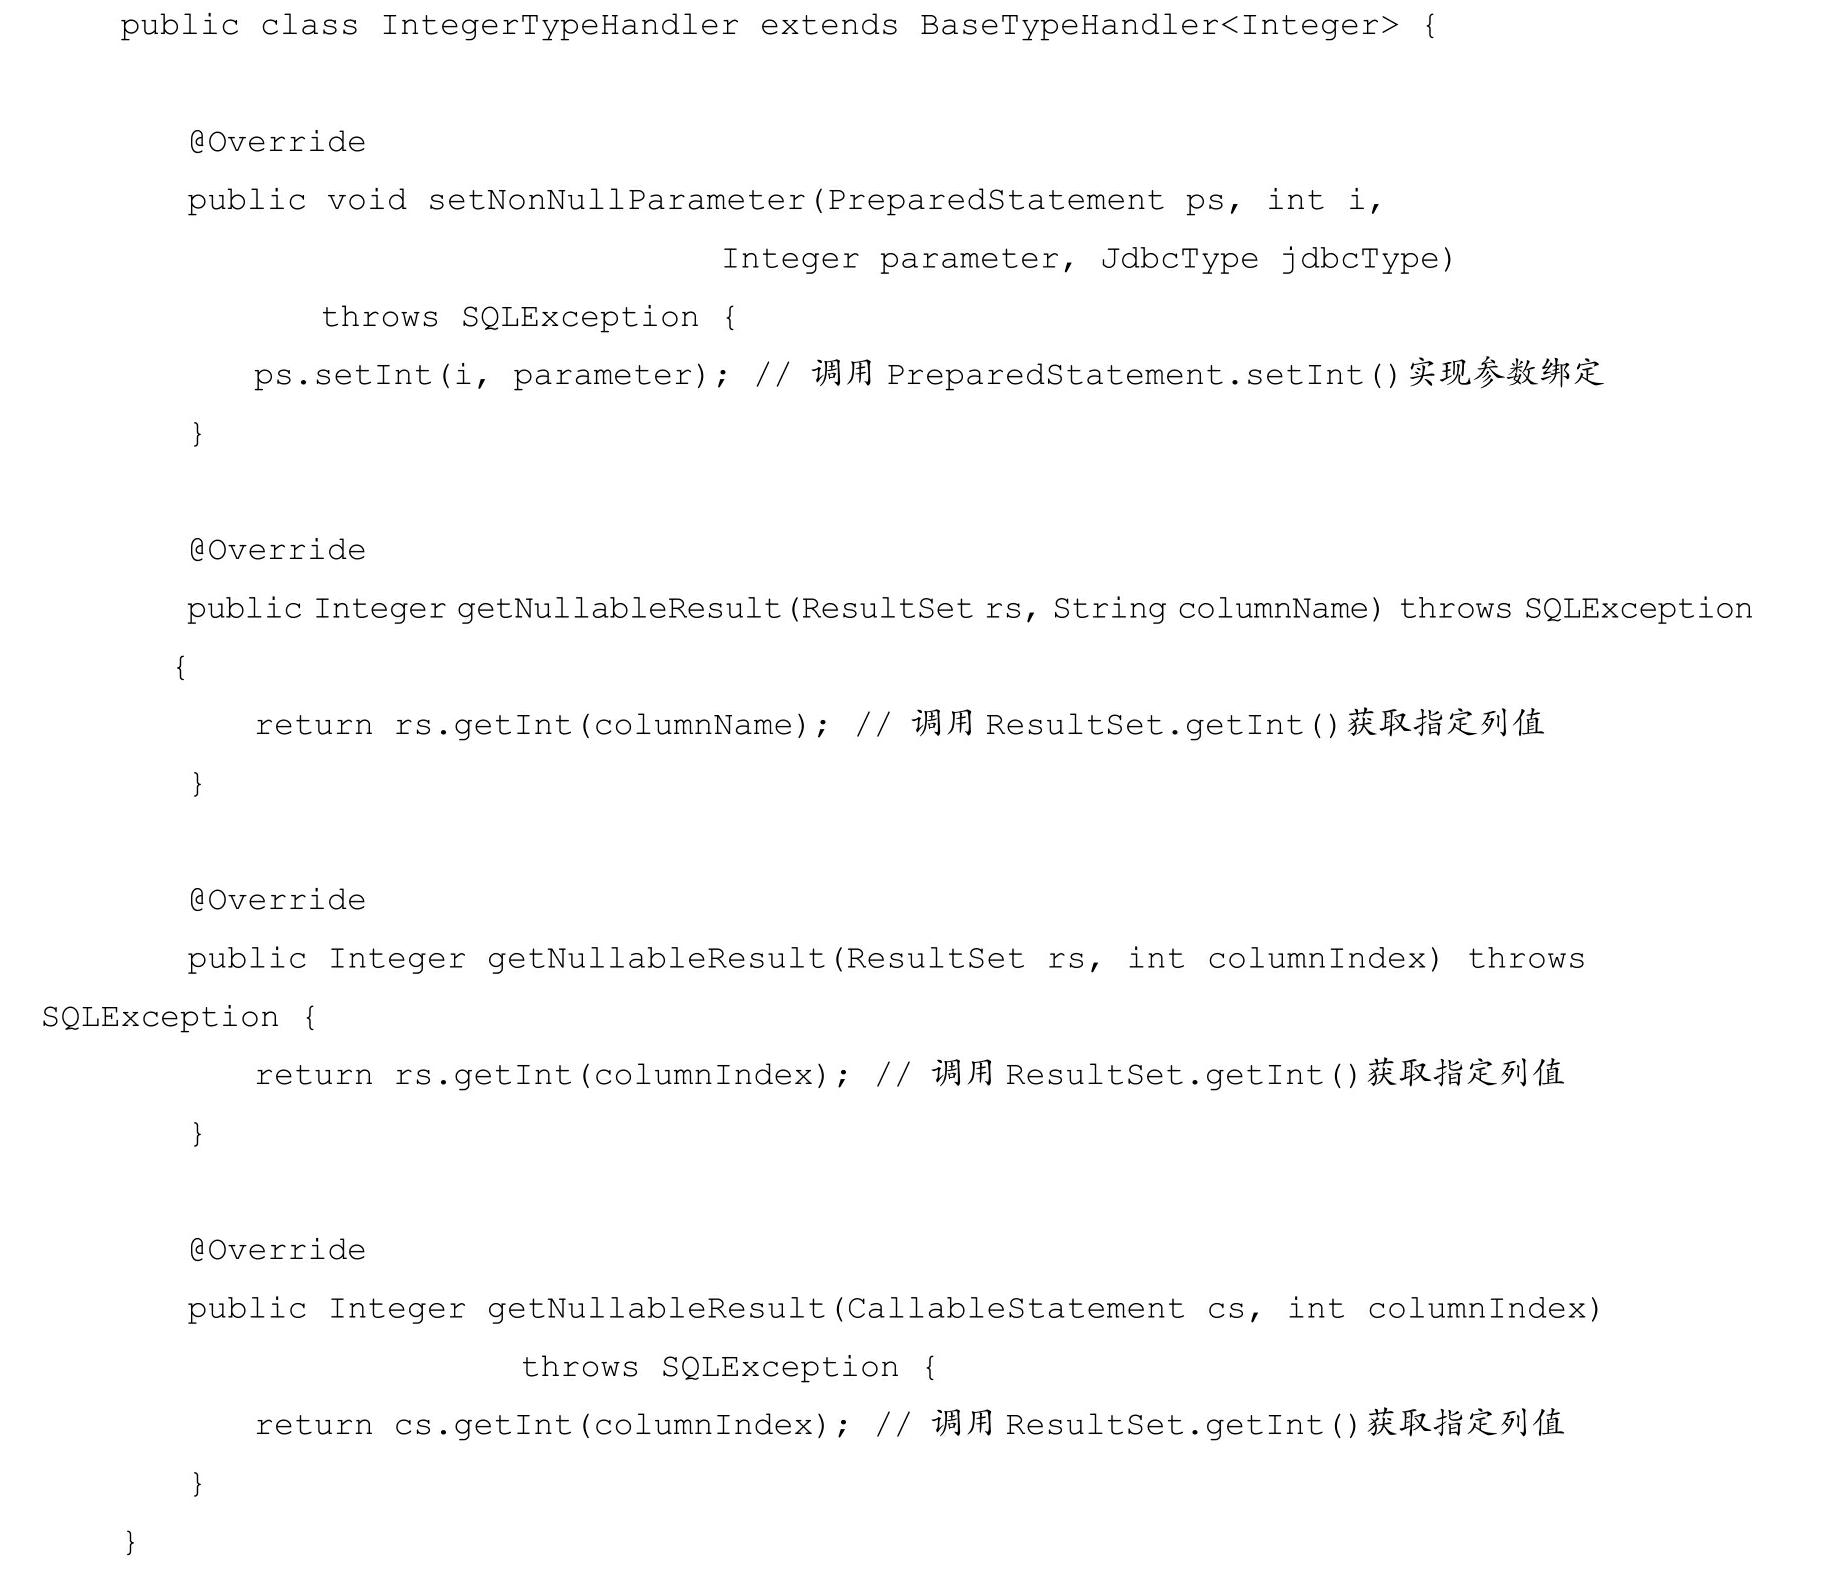 public class IntegerTypeHandler extends BaseTypeHandler<Integer> {
@Override
public void setNonNullParameter(PreparedStatement ps, int i,
Integer parameter, JdbcType jdbcType)
throws SQLException {
ps.setInt(i, parameter); // 调用 PreparedStatement.setInt()实现参数绑定
}
@Override
public Integer getNullableResult(ResultSet rs, String columnName) throws SQLException
{
return rs.getInt(columnName); // 调用 ResultSet.getInt()获取指定列值
}
@Override
public Integer getNullableResult(ResultSet rs, int columnIndex) throws
SQLException {
return rs.getInt(columnIndex); // 调用 ResultSet.getInt()获取指定列值
}
@Override
public Integer getNullableResult(CallableStatement cs, int columnIndex)
throws SQLException {
return cs.getInt(columnIndex); // 调用 ResultSet.getInt()获取指定列值
}
}